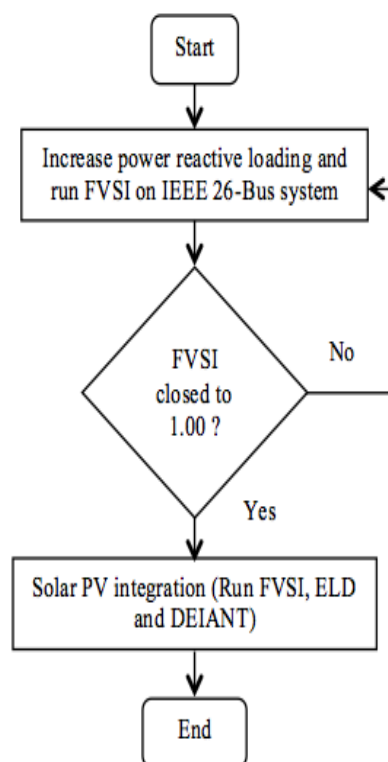 Start
Increase power reactive loading and
run FVSI on IEEE 26-Bus system
FVSI
closed to
1.00 ?
No
Yes
Solar PV integration (Run FVSI, ELD
and DEIANT)
End